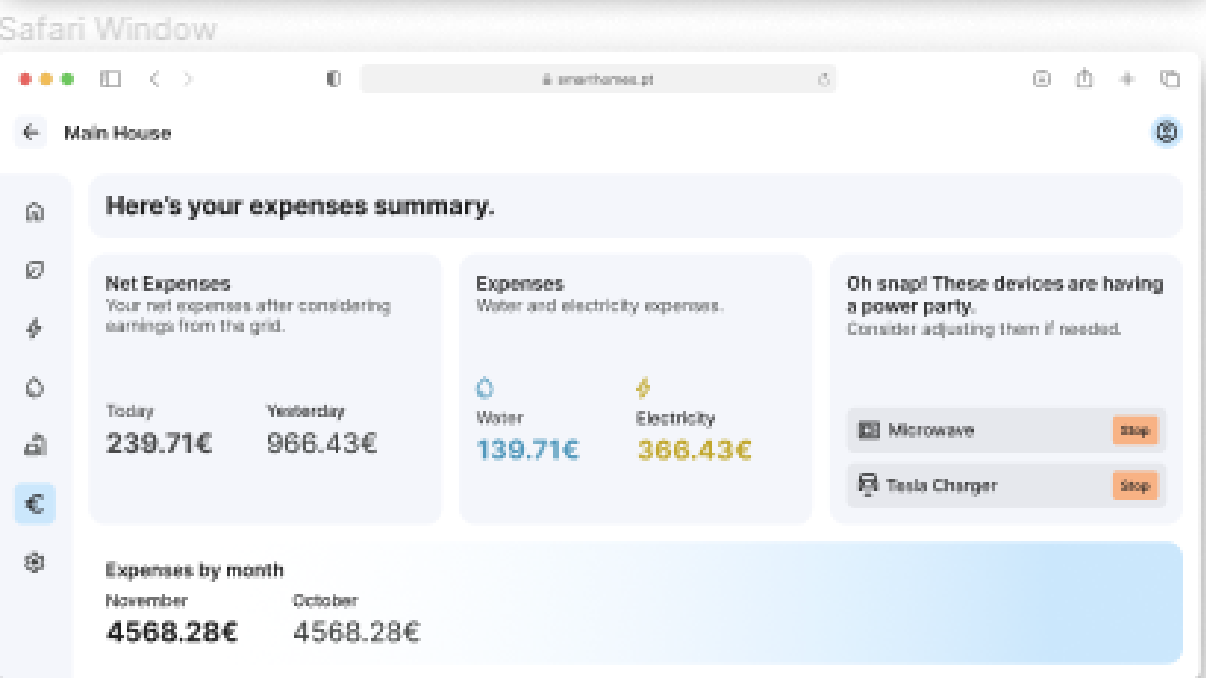 Safari Window
smarthomes.pt
Main House
Here's your expenses summary.
Net Expenses
Your net expenses after considering
earnings from the grid.
Today
Yesterday
239.71€
966.43€
Expenses
Water and electricity expenses.
Water
Electricity
139.71€
366.43€
Oh snap! These devices are having
a power party.
Consider adjusting them if needed.
Microwave
Stop
Tesla Charger
Stop
€
Expenses by month
November
October
4568.28€
4568.28€